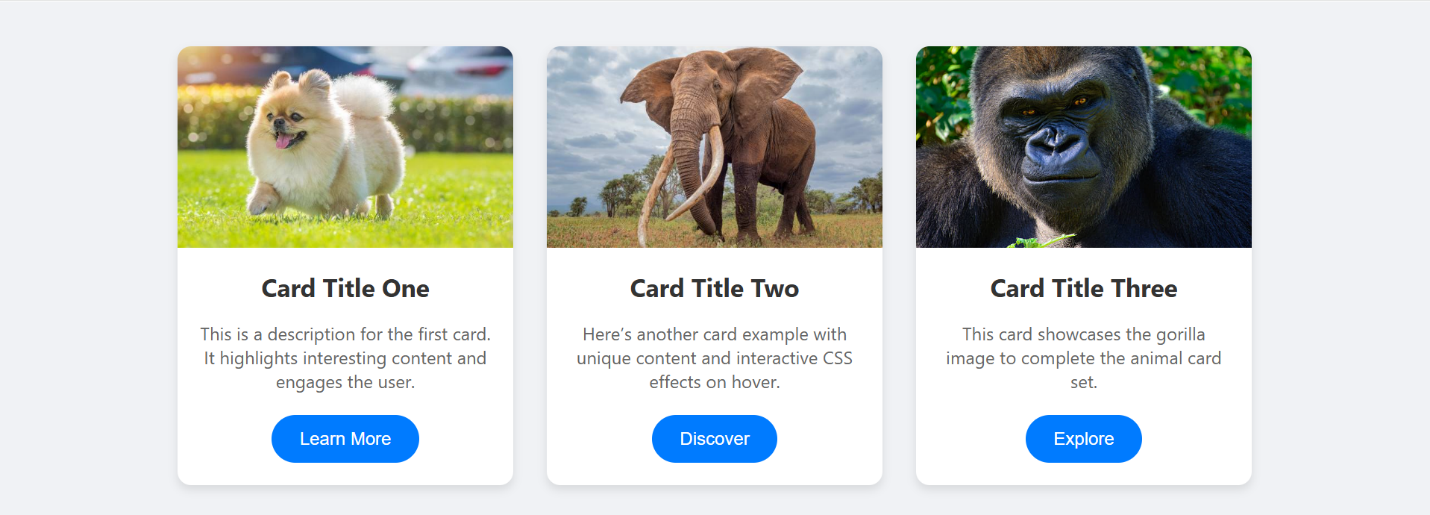 Card Title One
This is a description for the first card.
It highlights interesting content and
engages the user.
Learn More
Card Title Two
Here’s another card example with
unique content and interactive CSS
effects on hover.
Discover
Card Title Three
This card showcases the gorilla
image to complete the animal card
set.
Explore